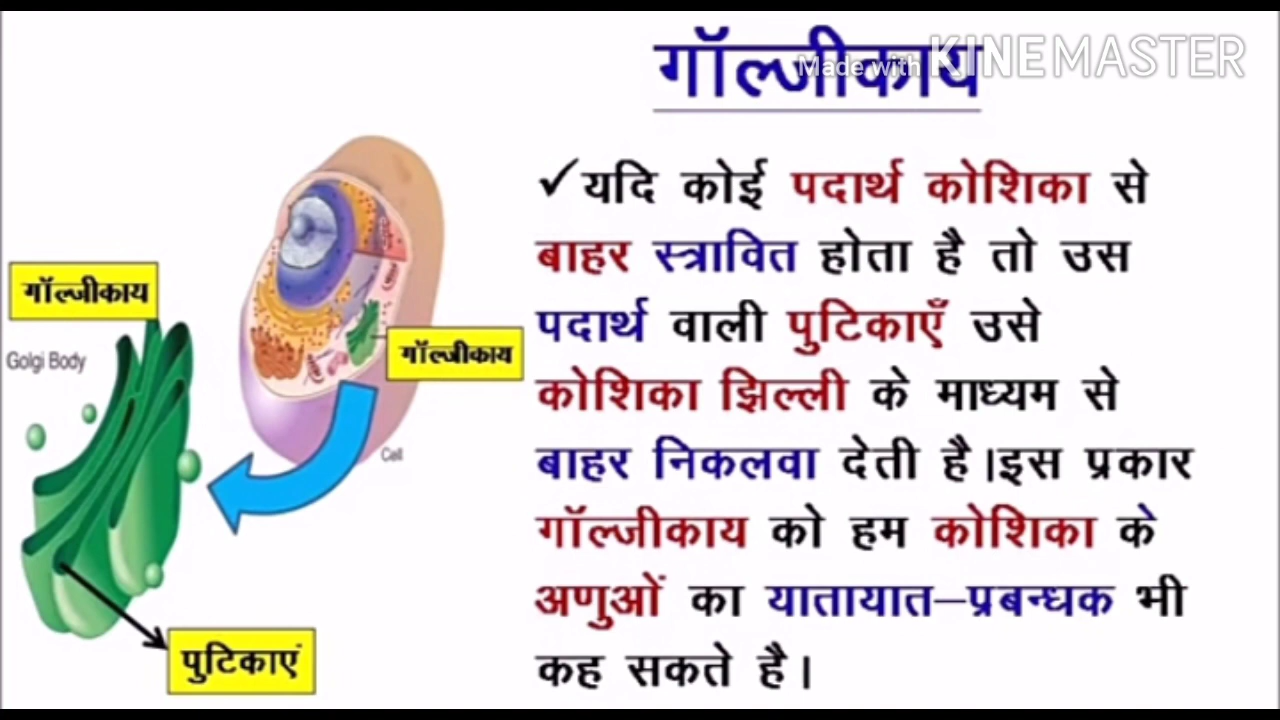 गॉल्जीकाय
Made with KINEMASTER
✓यदि कोई पदार्थ कोशिका से
बाहर स्त्रावित होता है तो उस
पदार्थ वाली पुटिकाएँ उसे
कोशिका झिल्ली के माध्यम से
बाहर निकलवा देती है।इस प्रकार
गॉल्जीकाय को हम कोशिका के
अणुओं का यातायात–प्रबन्धक भी
कह सकते है।
गॉल्जीकाय
Golgi Body
गॉल्जीकाय
Cell
पुटिकाएं